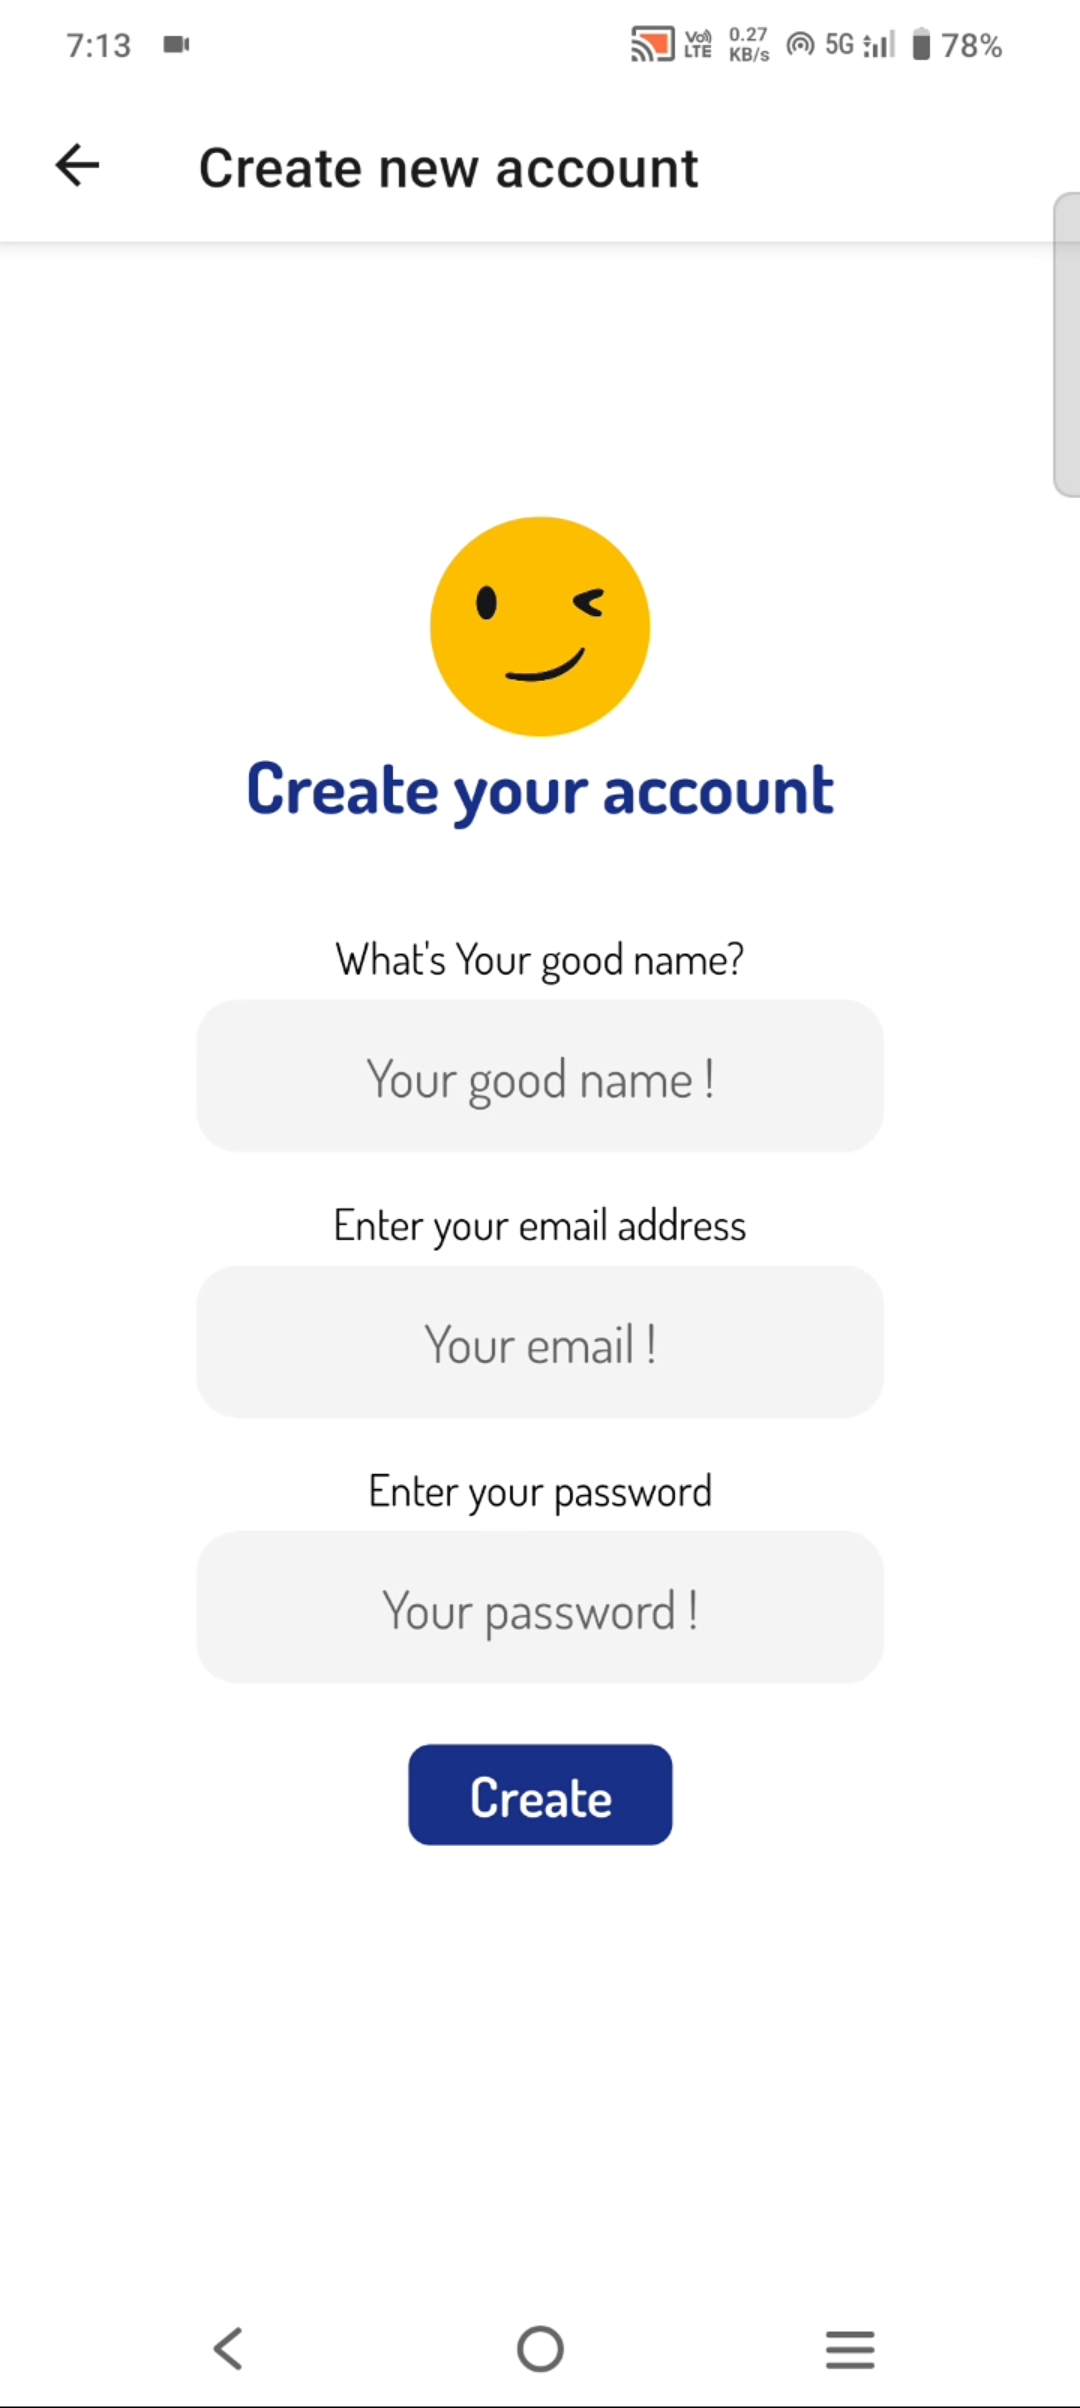 7:13 Vo) LTE 0.27 KB/s 5G 78%
Create new account
Create your account
What's Your good name?
Your good name !
Enter your email address
Your email !
Enter your password
Your password !
Create